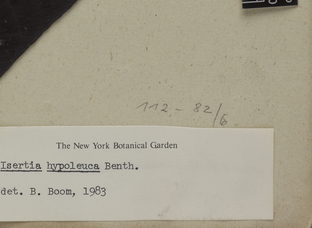 112 - 82/6
The New York Botanical Garden
Isertia hypoleuca Benth.
det. B. Boom, 1983